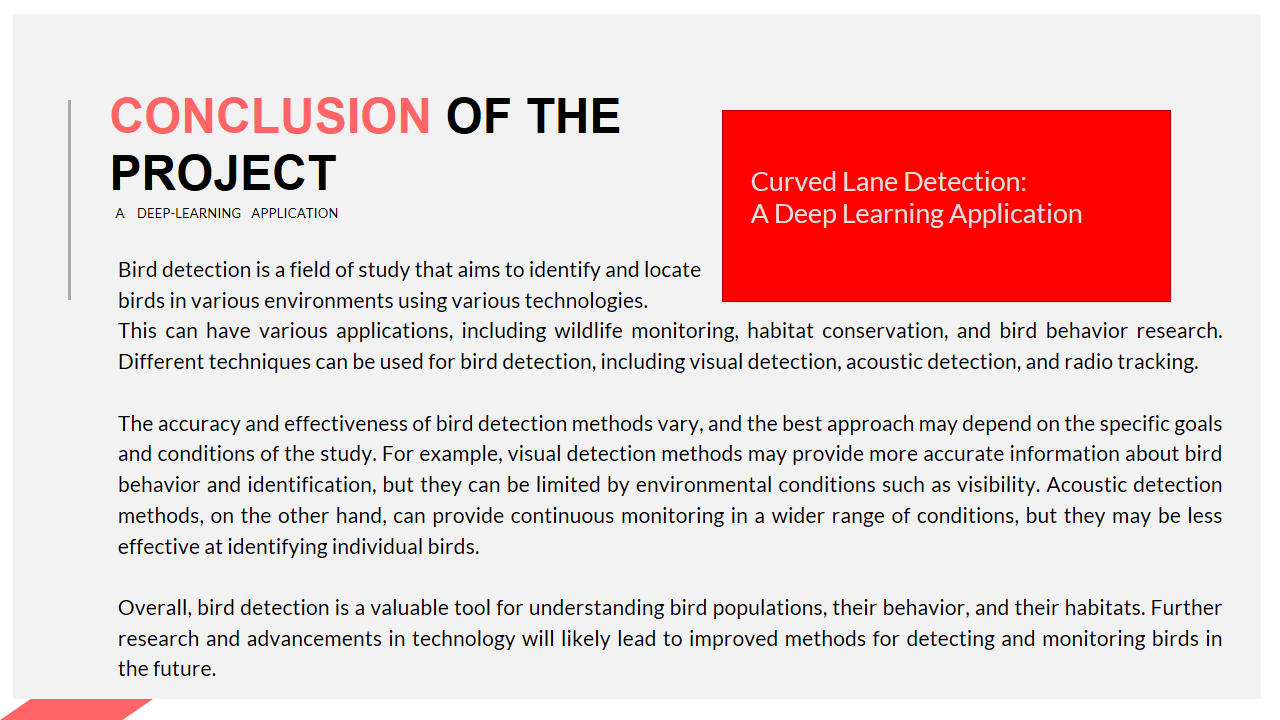 CONCLUSION OF THE
PROJECT
A DEEP-LEARNING APPLICATION
Curved Lane Detection:
A Deep Learning Application
Bird detection is a field of study that aims to identify and locate
birds in various environments using various technologies.
This can have various applications, including wildlife monitoring, habitat conservation, and bird behavior research.
Different techniques can be used for bird detection, including visual detection, acoustic detection, and radio tracking.
The accuracy and effectiveness of bird detection methods vary, and the best approach may depend on the specific goals
and conditions of the study. For example, visual detection methods may provide more accurate information about bird
behavior and identification, but they can be limited by environmental conditions such as visibility. Acoustic detection
methods, on the other hand, can provide continuous monitoring in a wider range of conditions, but they may be less
effective at identifying individual birds.
Overall, bird detection is a valuable tool for understanding bird populations, their behavior, and their habitats. Further
research and advancements in technology will likely lead to improved methods for detecting and monitoring birds in
the future.